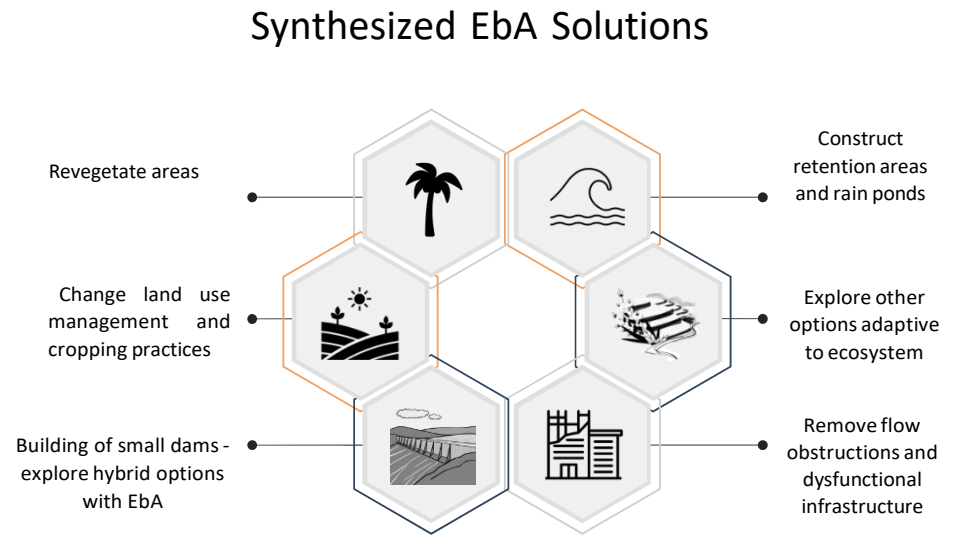 Synthesized EbA Solutions
Revegetate areas
Change land use
management and
cropping practices
Building of small dams -
explore hybrid options
with EbA
Construct
retention areas
and rain ponds
Explore other
options adaptive
to ecosystem
Remove flow
obstructions and
dysfunctional
infrastructure